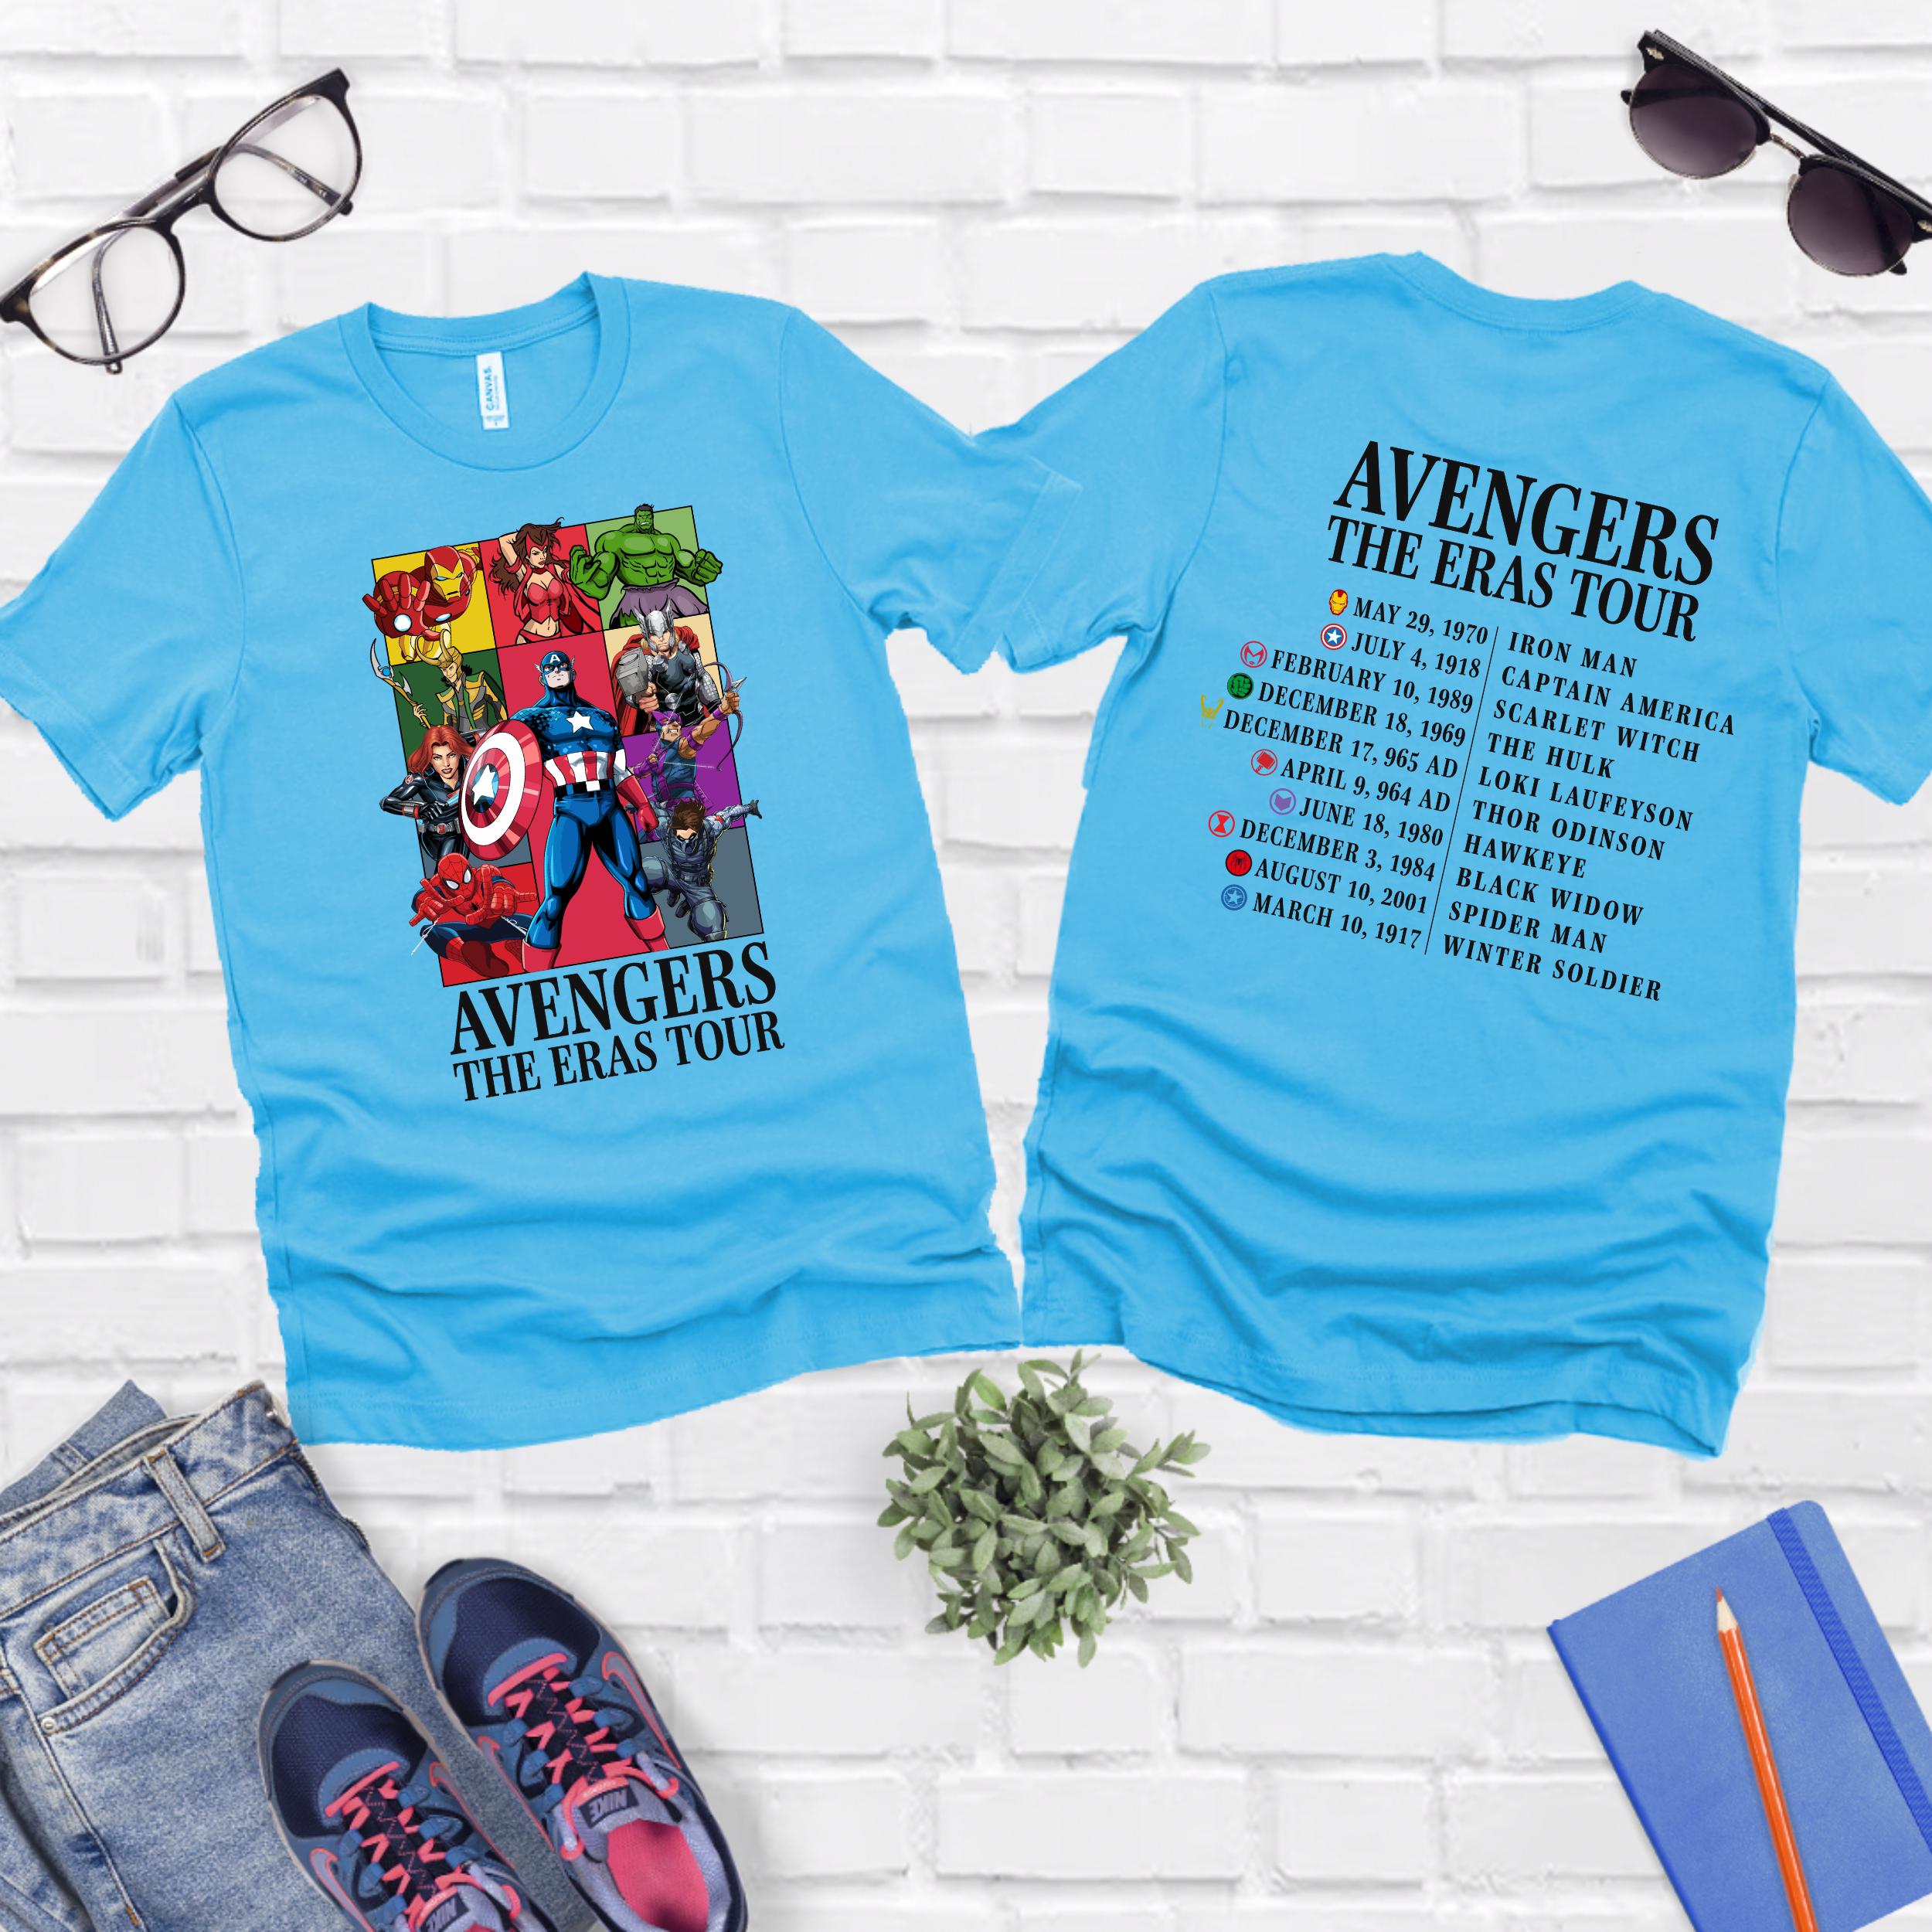 CANVAS
AVENGERS
THE ERAS TOUR
AVENGERS
THE ERAS TOUR
MAY 29, 1970 | IRON MAN
JULY 4, 1918 | CAPTAIN AMERICA
FEBRUARY 10, 1989 | SCARLET WITCH
DECEMBER 18, 1969 | THE HULK
DECEMBER 17, 965 AD | LOKI LAUFEYSON
APRIL 9, 964 AD | THOR ODINSON
JUNE 18, 1980 | HAWKEYE
DECEMBER 3, 1984 | BLACK WIDOW
AUGUST 10, 2001 | SPIDER MAN
MARCH 10, 1917 | WINTER SOLDIER
NIKE
NIKE